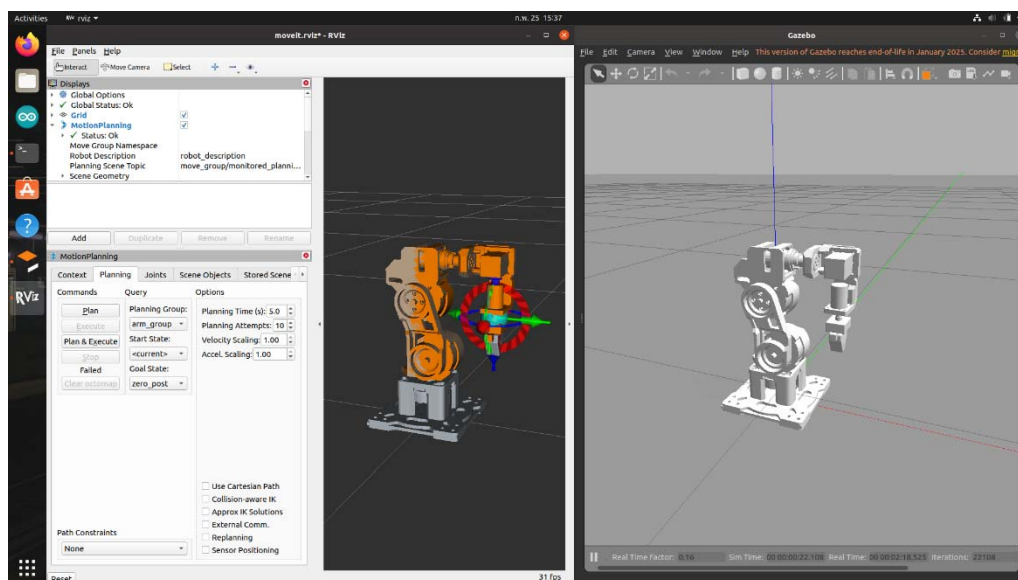 Activities
rviz
ก.พ. 25 15:37
moveit.rviz* - RViz
File Panels Help
Interact Move Camera Select
Displays
Global Options
Global Status: Ok
Grid
MotionPlanning
Status: Ok
Move Group Namespace
Robot Description robot_description
Planning Scene Topic move_group/monitored_planni...
Scene Geometry
Add Duplicate Remove Rename
MotionPlanning
Context Planning Joints Scene Objects Stored Scene
Commands Query Options
Plan
Execute
Plan & Execute
Stop
Failed
Clear octomap
Planning Group:
arm_group
Start State:
<current>
Goal State:
zero_post
Planning Time (s): 5.0
Planning Attempts: 10
Velocity Scaling: 1.00
Accel. Scaling: 1.00
Use Cartesian Path
Collision-aware IK
Approx IK Solutions
External Comm.
Replanning
Sensor Positioning
Path Constraints
None
Reset
31 fps
RViz
Gazebo
File Edit Camera View Window Help This version of Gazebo reaches end-of-life in January 2025. Consider
Real Time Factor: 0.16 Sim Time: 00 00:00:22.108 Real Time: 00 00:02:18.525 Iterations: 22108